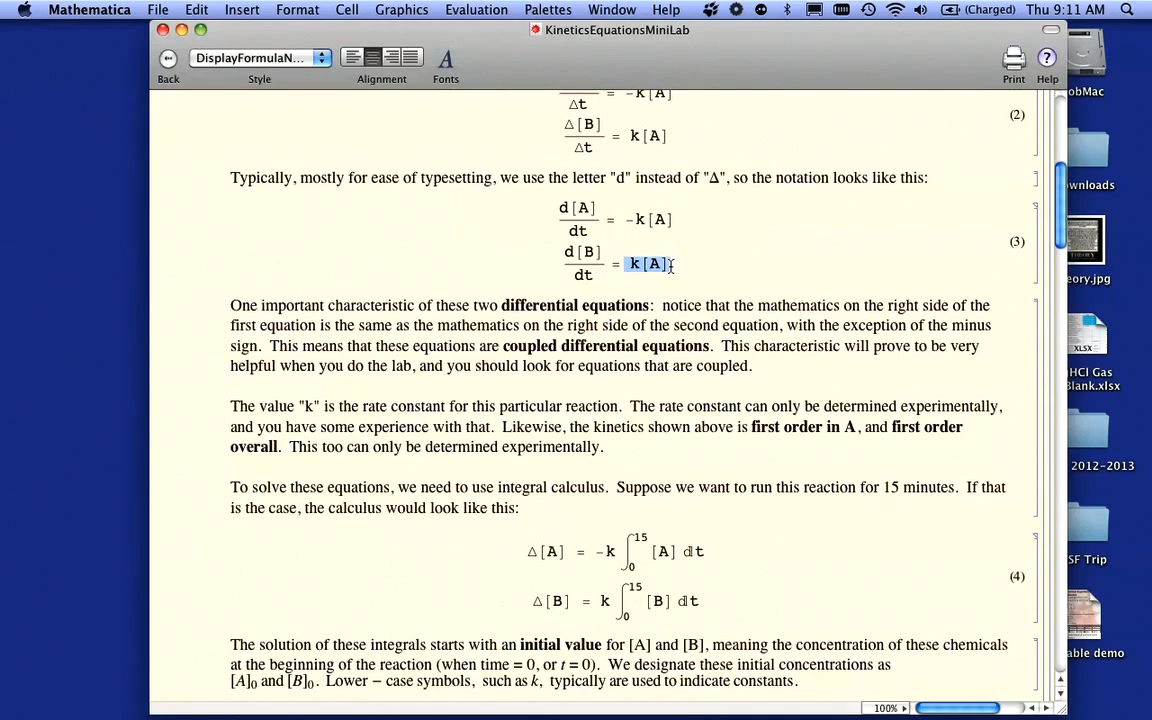 Mathematica File Edit Insert Format Cell Graphics Evaluation Palettes Window Help (Charged) Thu 9:11 AM
KineticsEquationsMiniLab
DisplayFormulaN...
Back Style Alignment Fonts Print Help
Δt = -k[A]
Δ[B]/Δt = k[A]
(2)
Typically, mostly for ease of typesetting, we use the letter "d" instead of "Δ", so the notation looks like this:
d[A]/dt = -k[A]
d[B]/dt = k[A]
(3)
One important characteristic of these two differential equations: notice that the mathematics on the right side of the
first equation is the same as the mathematics on the right side of the second equation, with the exception of the minus
sign. This means that these equations are coupled differential equations. This characteristic will prove to be very
helpful when you do the lab, and you should look for equations that are coupled.
The value "k" is the rate constant for this particular reaction. The rate constant can only be determined experimentally,
and you have some experience with that. Likewise, the kinetics shown above is first order in A, and first order
overall. This too can only be determined experimentally.
To solve these equations, we need to use integral calculus. Suppose we want to run this reaction for 15 minutes. If that
is the case, the calculus would look like this:
Δ[A] = -k ∫₀¹⁵ [A] ⅆt
Δ[B] = k ∫₀¹⁵ [B] ⅆt
(4)
The solution of these integrals starts with an initial value for [A] and [B], meaning the concentration of these chemicals
at the beginning of the reaction (when time = 0, or t = 0). We designate these initial concentrations as
[A]₀ and [B]₀. Lower – case symbols, such as k, typically are used to indicate constants.
100%
obMac
wnloads
THEORY
eory.jpg
XLSX
HCl Gas
Blank.xlsx
2012-2013
SF Trip
able demo